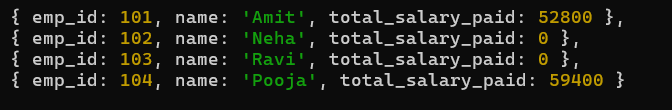 { emp_id: 101, name: 'Amit', total_salary_paid: 52800 },
{ emp_id: 102, name: 'Neha', total_salary_paid: 0 },
{ emp_id: 103, name: 'Ravi', total_salary_paid: 0 },
{ emp_id: 104, name: 'Pooja', total_salary_paid: 59400 }